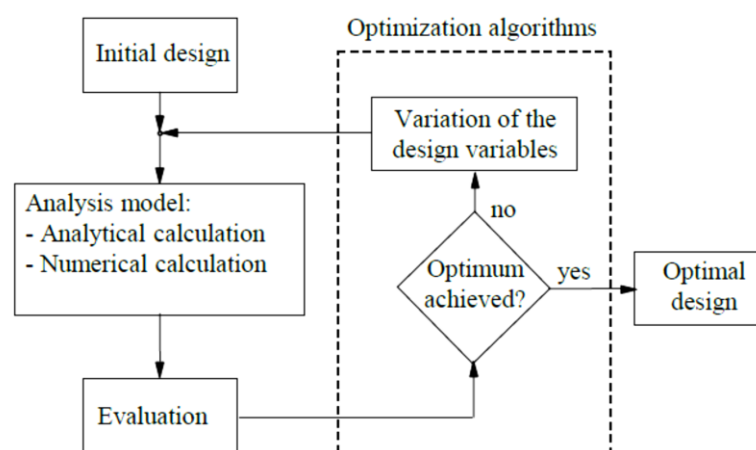 Optimization algorithms
Initial design
Variation of the
design variables
Analysis model:
- Analytical calculation
- Numerical calculation
no
Optimum
achieved?
yes
Optimal
design
Evaluation